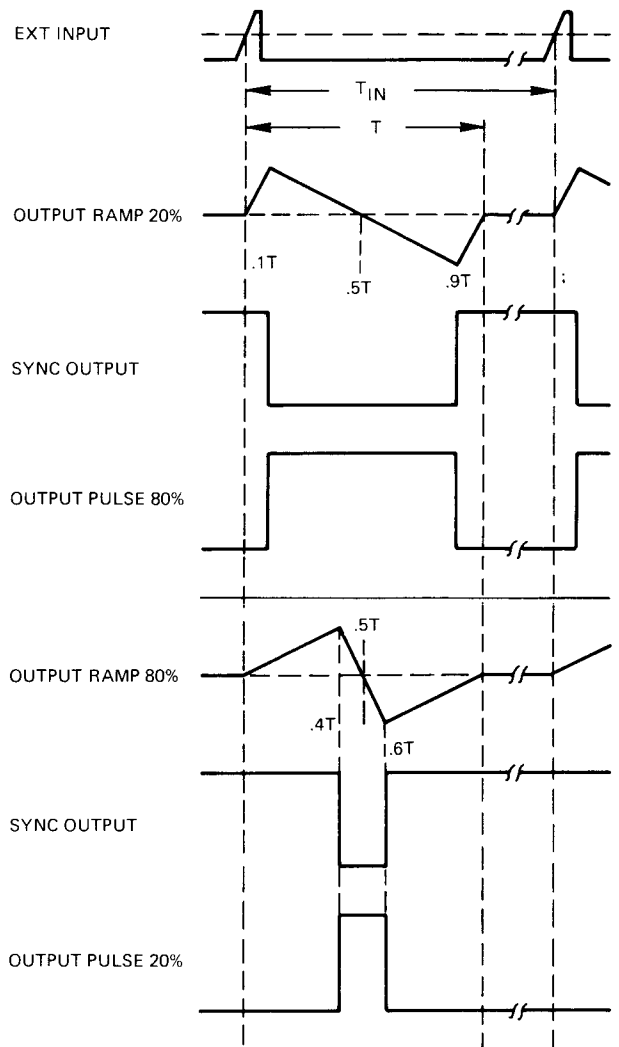 EXT INPUT
T_IN
T
OUTPUT RAMP 20%
.1T
.5T
.9T
SYNC OUTPUT
OUTPUT PULSE 80%
.5T
OUTPUT RAMP 80%
.4T
.6T
SYNC OUTPUT
OUTPUT PULSE 20%